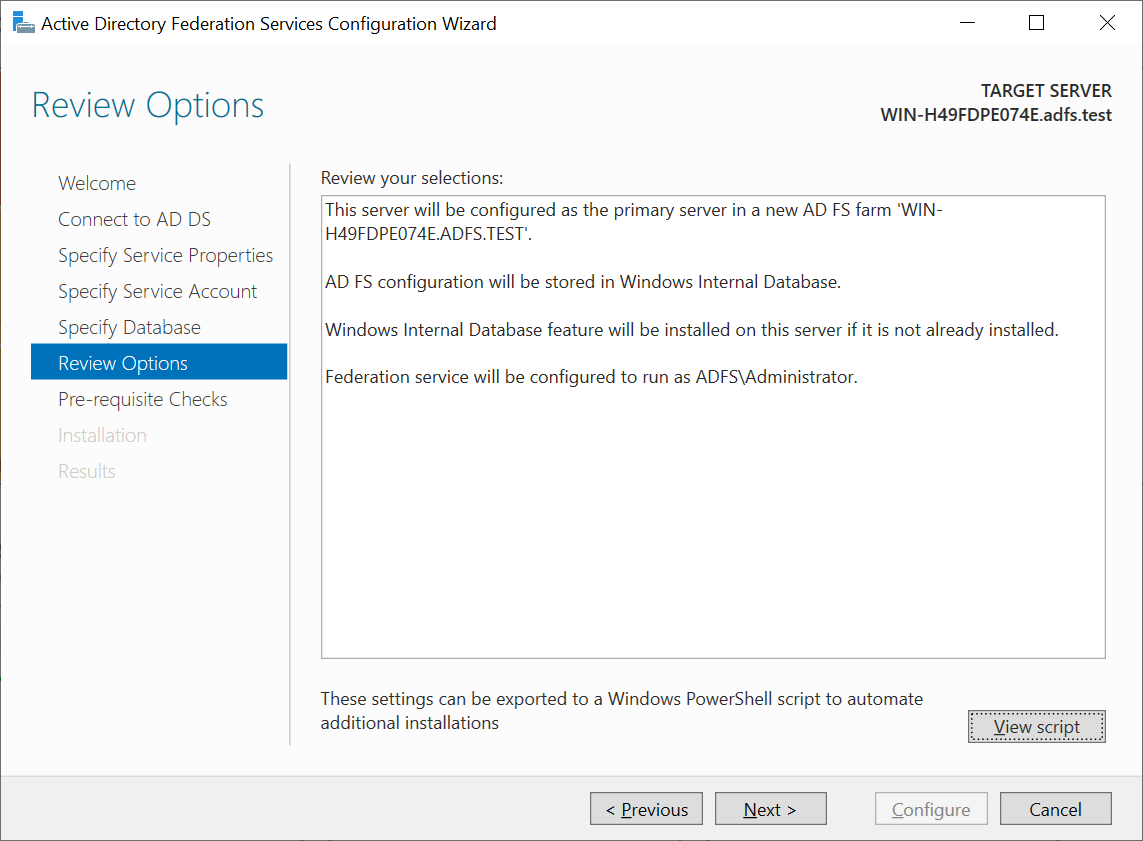 Active Directory Federation Services Configuration Wizard
Review Options
TARGET SERVER
WIN-H49FDPE074E.adfs.test
Welcome
Connect to AD DS
Specify Service Properties
Specify Service Account
Specify Database
Review Options
Pre-requisite Checks
Installation
Results
Review your selections:
This server will be configured as the primary server in a new AD FS farm 'WIN-
H49FDPE074E.ADFS.TEST'.
AD FS configuration will be stored in Windows Internal Database.
Windows Internal Database feature will be installed on this server if it is not already installed.
Federation service will be configured to run as ADFS\Administrator.
These settings can be exported to a Windows PowerShell script to automate
additional installations
View script
< Previous
Next >
Configure
Cancel